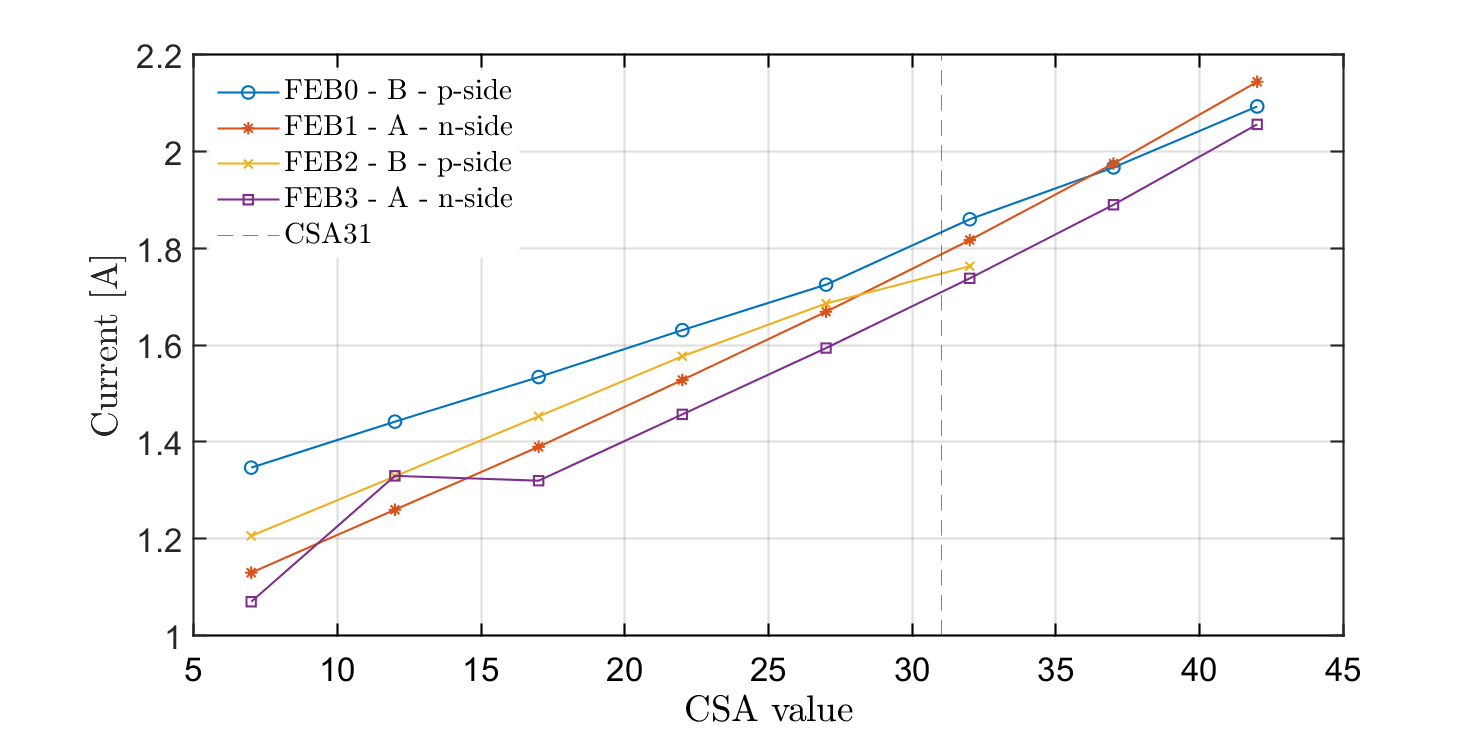 2.2
2
1.8
1.6
1.4
1.2
1
Current [A]
FEB0 - B - p-side
FEB1 - A - n-side
FEB2 - B - p-side
FEB3 - A - n-side
CSA31
5 10 15 20 25 30 35 40 45
CSA value